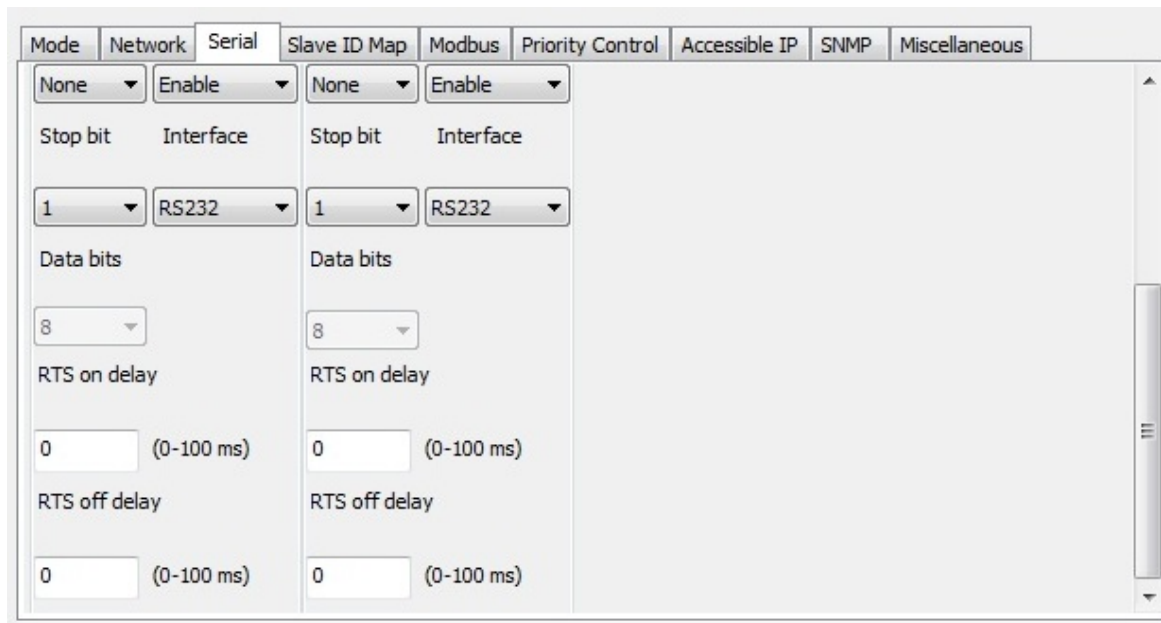 Mode Network Serial Slave ID Map Modbus Priority Control Accessible IP SNMP Miscellaneous
None Enable None Enable
Stop bit Interface Stop bit Interface
1 RS232 1 RS232
Data bits Data bits
8 8
RTS on delay RTS on delay
0 (0-100 ms) 0 (0-100 ms)
RTS off delay RTS off delay
0 (0-100 ms) 0 (0-100 ms)